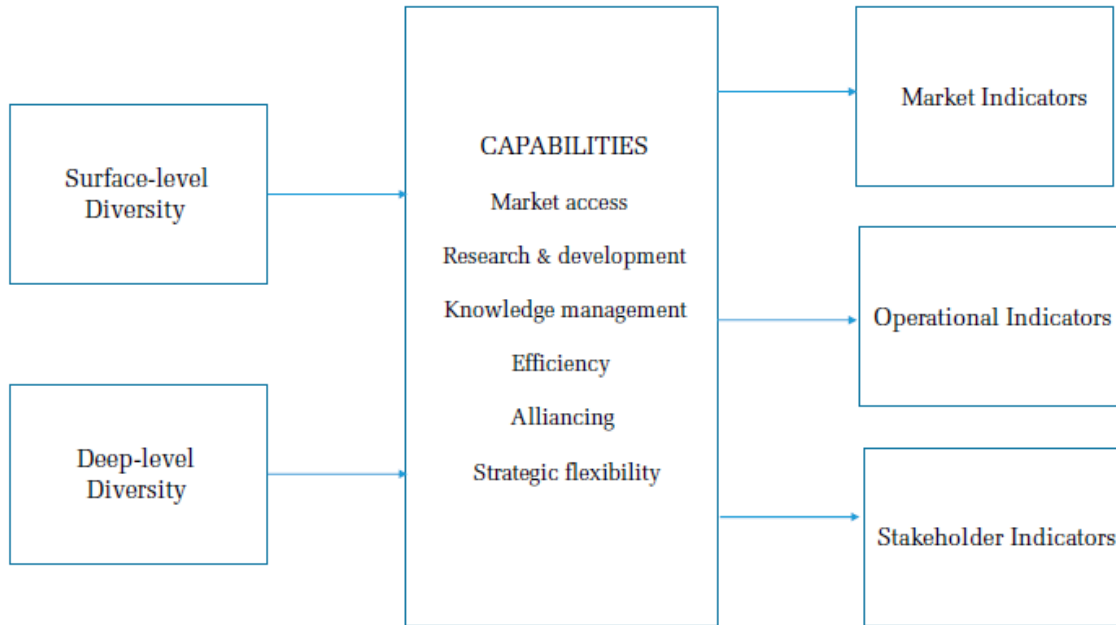 Surface-level
Diversity
Deep-level
Diversity
CAPABILITIES
Market access
Research & development
Knowledge management
Efficiency
Alliancing
Strategic flexibility
Market Indicators
Operational Indicators
Stakeholder Indicators